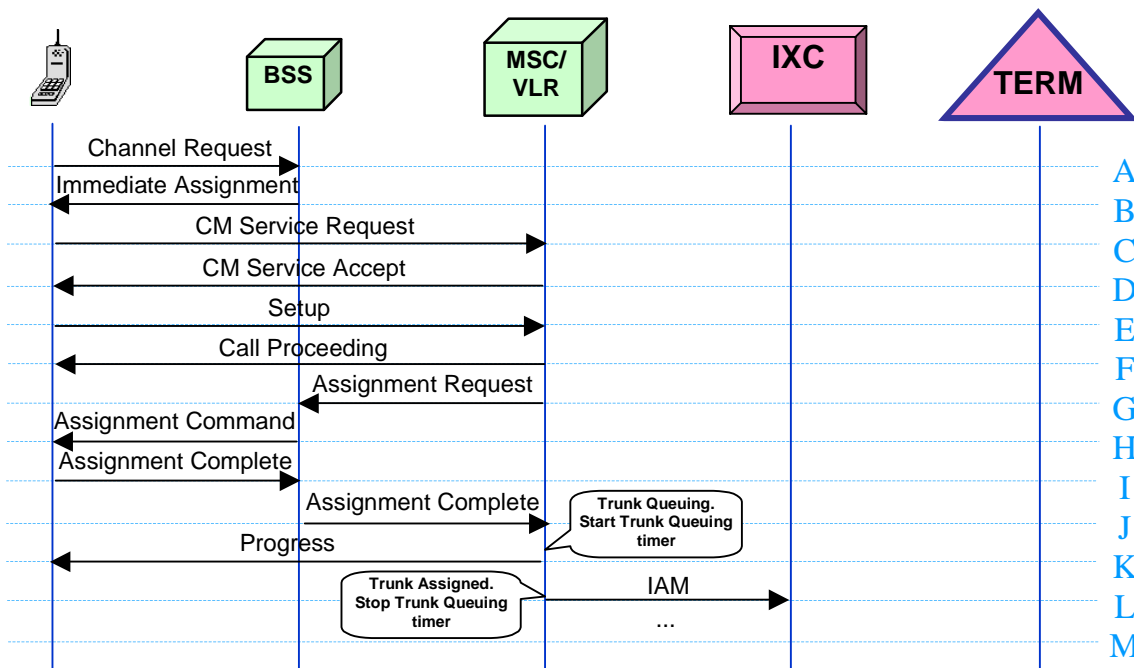 BSS
MSC/
VLR
IXC
TERM
Channel Request
A
Immediate Assignment
B
CM Service Request
C
CM Service Accept
D
Setup
E
Call Proceeding
F
Assignment Request
G
Assignment Command
H
Assignment Complete
I
Assignment Complete
Trunk Queuing.
Start Trunk Queuing
timer
J
Progress
K
Trunk Assigned.
Stop Trunk Queuing
timer
IAM
L
...
M